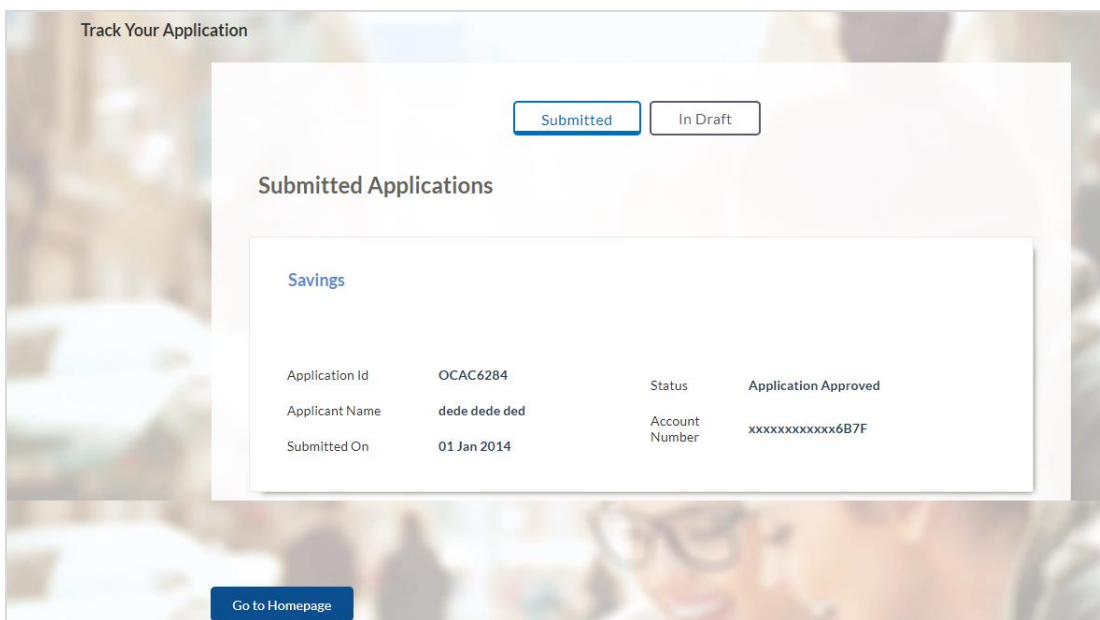 Track Your Application
Submitted
In Draft
Submitted Applications
Savings
Application Id OCAC6284
Applicant Name dede dede ded
Submitted On 01 Jan 2014
Status Application Approved
Account
Number xxxxxxxxxxxx6B7F
Go to Homepage